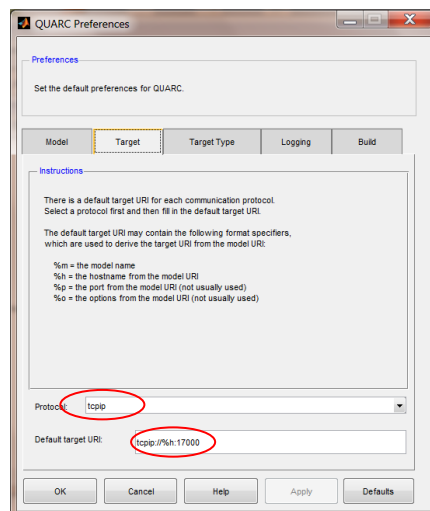 QUARC Preferences
Preferences
Set the default preferences for QUARC.
Model Target Target Type Logging Build
Instructions
There is a default target URI for each communication protocol.
Select a protocol first and then fill in the default target URI.
The default target URI may contain the following format specifiers,
which are used to derive the target URI from the model URI:
%m = the model name
%h = the hostname from the model URI
%p = the port from the model URI (not usually used)
%o = the options from the model URI (not usually used)
Protocol: tcpip
Default target URI: tcpip://%h:17000
OK Cancel Help Apply Defaults